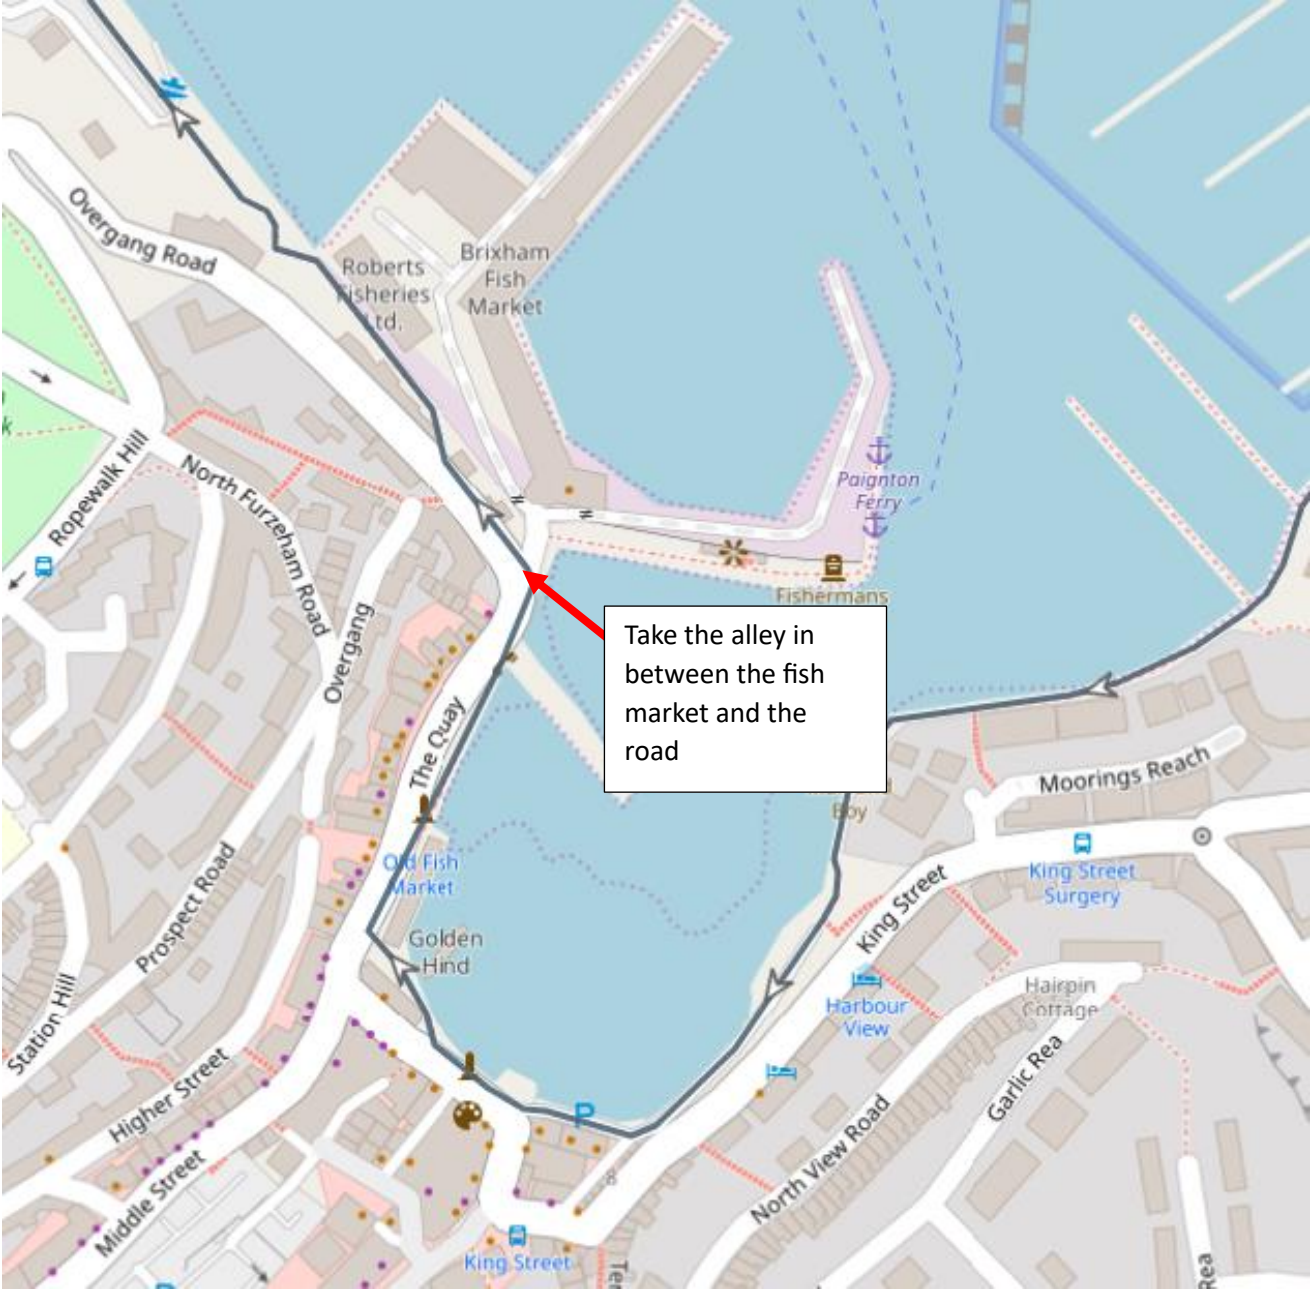 Overgang Road
Brixham
Fish
Market
Roberts
Fisheries
Ltd.
Paignton
Ferry
Ropewalk Hill
North Furzeham Road
Overgang
Fishermans
Take the alley in
between the fish
market and the
road
The Quay
Moorings Reach
Boy
Old Fish
Market
King Street
Surgery
King Street
Prospect Road
Golden
Hind
Harbour
View
Hairpin
Cottage
Station Hill
Garlic Rea
Higher Street
P
North View Road
Middle Street
King Street
Ter
Rea